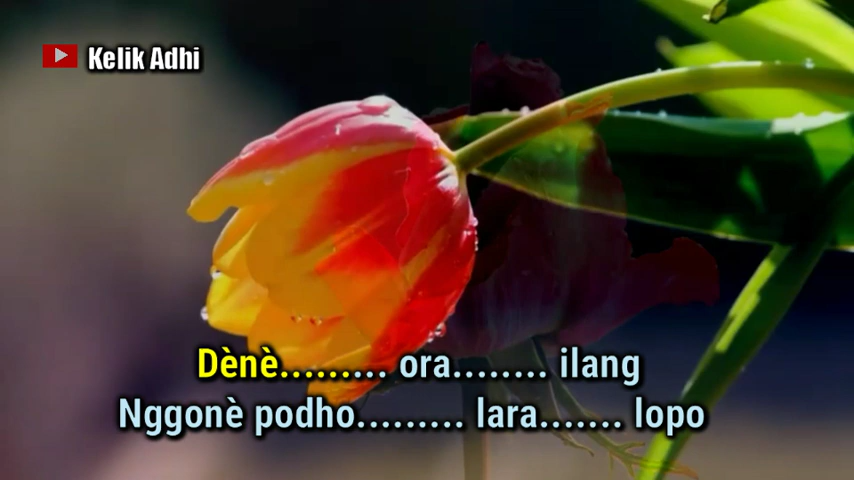 Kelik Adhi
Dènè......... ora........ ilang
Nggonè podho......... lara....... lopo